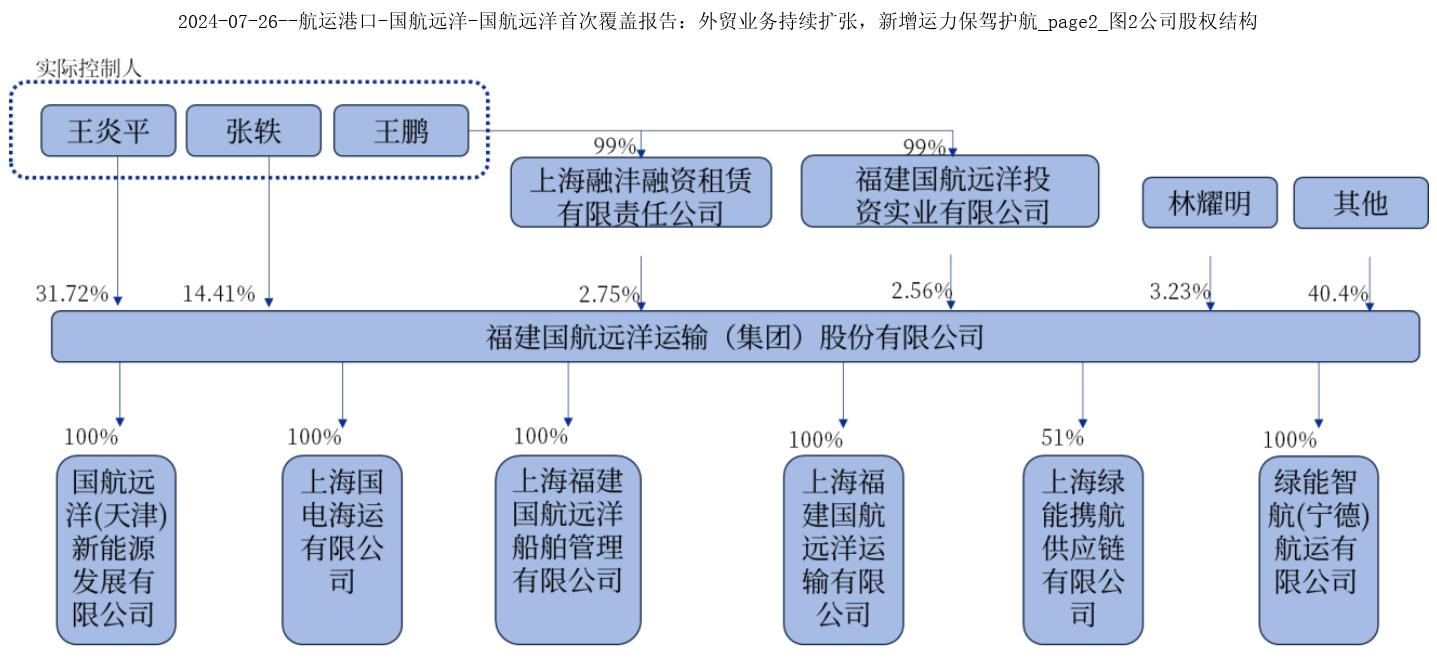 2024-07-26--航运港口-国航远洋-国航远洋首次覆盖报告：外贸业务持续扩张，新增运力保驾护航_page2_图2公司股权结构
实际控制人
王炎平
张轶
王鹏
99%
99%
上海融沣融资租赁
有限责任公司
福建国航远洋投
资实业有限公司
林耀明
其他
31.72%
14.41%
2.75%
2.56%
3.23%
40.4%
福建国航远洋运输（集团）股份有限公司
100%
100%
100%
100%
51%
100%
国航远
洋(天津)
新能源
发展有
限公司
上海国
电海运
有限公
司
上海福建
国航远洋
船舶管理
有限公司
上海福
建国航
远洋运
输有限
公司
上海绿
能携航
供应链
有限公
司
绿能智
航(宁德)
航运有
限公司